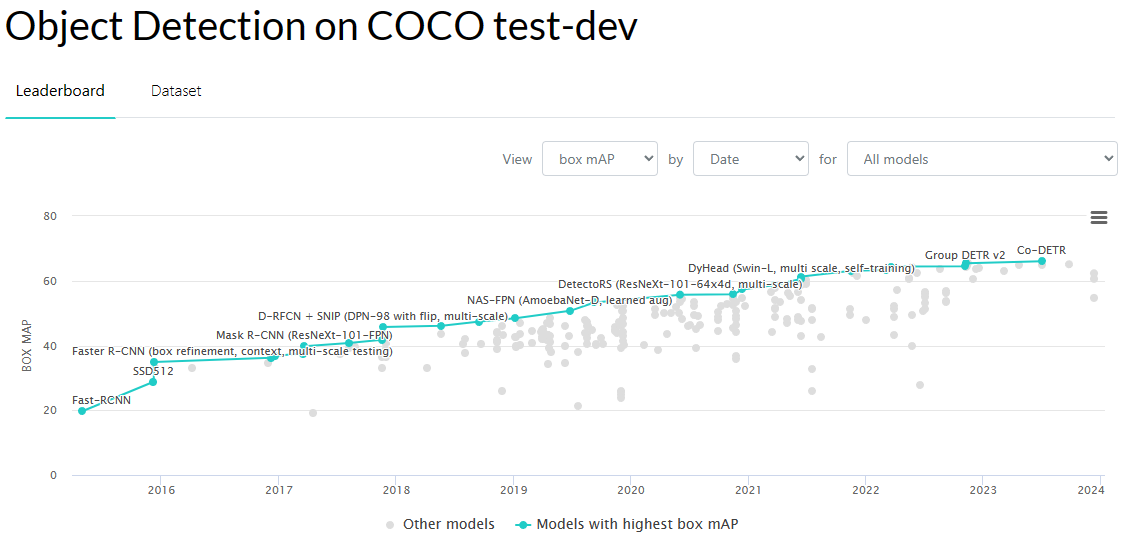 Object Detection on COCO test-dev
Leaderboard Dataset
View box mAP by Date for All models
80
60
40
20
0
BOX MAP
Co-DETR
Group DETR v2
DyHead (Swin-L, multi scale, self-training)
DetectoRS (ResNeXt-101-64x4d, multi-scale)
NAS-FPN (AmoebaNet-D, learned aug)
D-RFCN + SNIP (DPN-98 with flip, multi-scale)
Mask R-CNN (ResNeXt-101-FPN)
Faster R-CNN (box refinement, context, multi-scale testing)
SSD512
Fast-RCNN
2016 2017 2018 2019 2020 2021 2022 2023 2024
Other models Models with highest box mAP